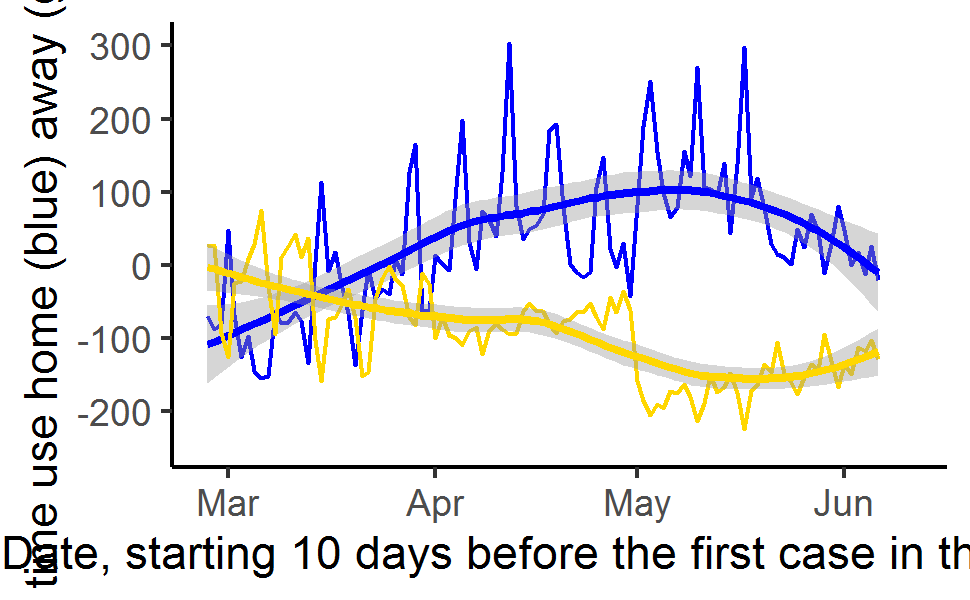 time use home (blue) away (
300
200
100
0
-100
-200
Mar Apr May Jun
Date, starting 10 days before the first case in th